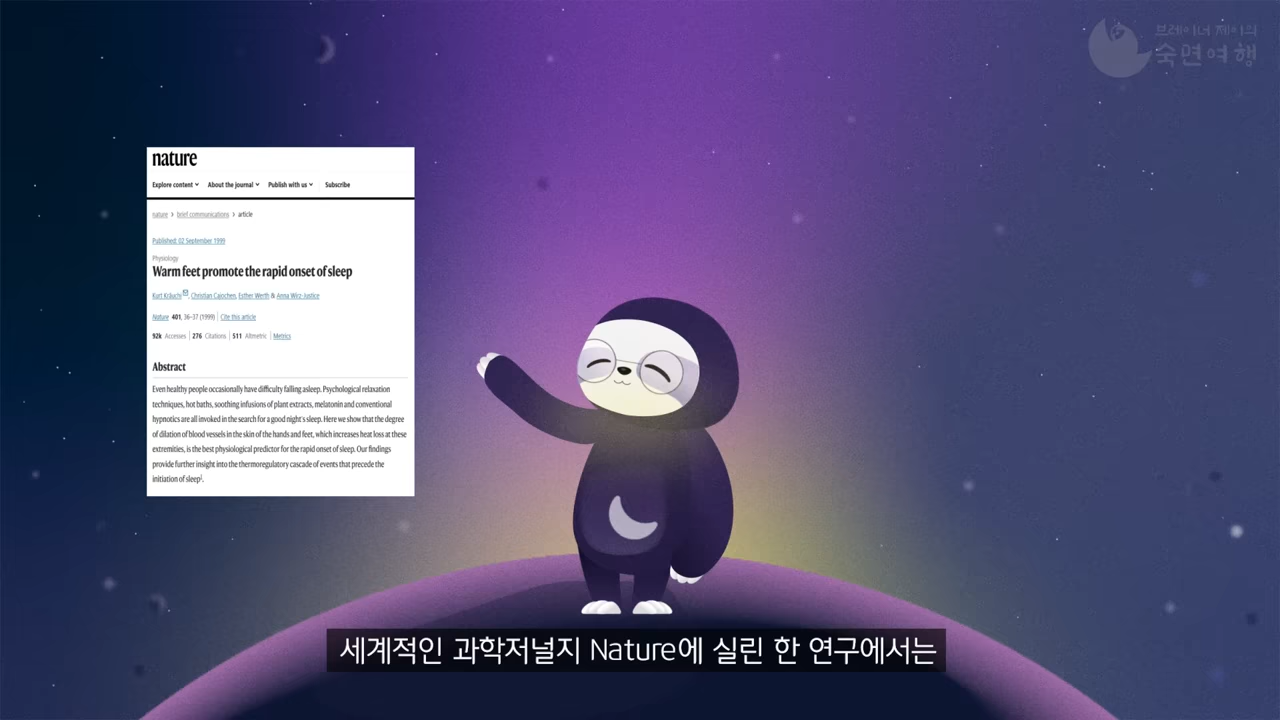 브레이너 제이의
숙면여행
nature
Explore content About the journal Publish with us Subscribe
nature > brief communications > article
Published: 02 September 1999
Physiology
Warm feet promote the rapid onset of sleep
Kurt Kräuchi, Christian Cajochen, Esther Werth & Anna Wirz-Justice
Nature 401, 36–37 (1999) Cite this article
92k Accesses 276 Citations 511 Altmetric Metrics
Abstract
Even healthy people occasionally have difficulty falling asleep. Psychological relaxation
techniques, hot baths, soothing infusions of plant extracts, melatonin and conventional
hypnotics are all invoked in the search for a good night's sleep. Here we show that the degree
of dilation of blood vessels in the skin of the hands and feet, which increases heat loss at these
extremities, is the best physiological predictor for the rapid onset of sleep. Our findings
provide further insight into the thermoregulatory cascade of events that precede the
initiation of sleep1.
세계적인 과학저널지 Nature에 실린 한 연구에서는